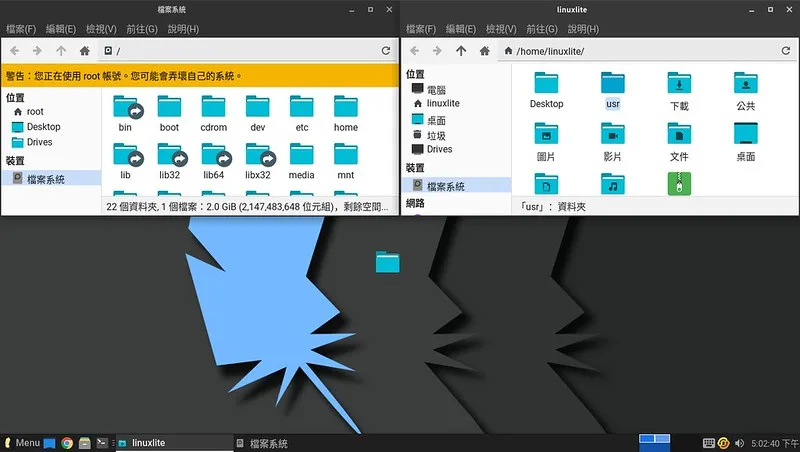 檔案系統
檔案(F) 編輯(E) 檢視(V) 前往(G) 說明(H)
/
警告：您正在使用 root 帳號。您可能會弄壞自己的系統。
位置
root
Desktop
Drives
裝置
檔案系統
bin boot cdrom dev etc home
lib lib32 lib64 libx32 media mnt
22 個資料夾, 1 個檔案：2.0 GiB (2,147,483,648 位元組)，剩餘空間...
linuxlite
檔案(F) 編輯(E) 檢視(V) 前往(G) 說明(H)
/home/linuxlite/
位置
電腦
linuxlite
桌面
垃圾
Drives
裝置
檔案系統
網路
Desktop usr 下載 公共
圖片 影片 文件 桌面
「usr」：資料夾
Menu linuxlite 檔案系統 5:02:40 下午